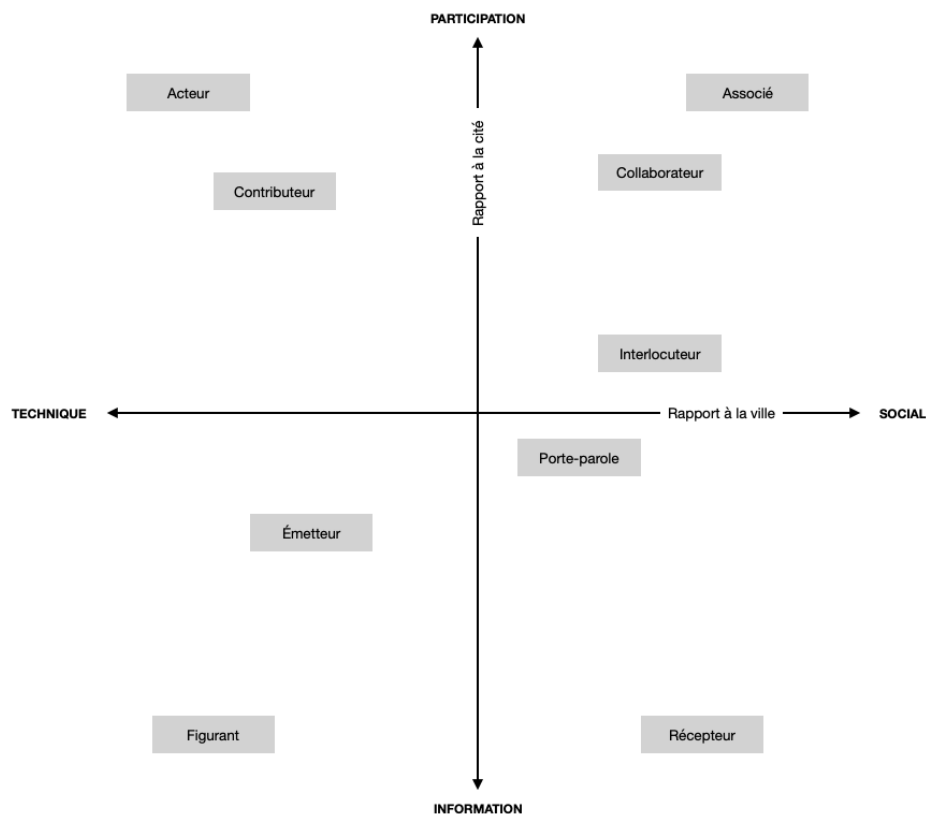 PARTICIPATION
Acteur
Associé
Rapport à la cité
Collaborateur
Contributeur
Interlocuteur
TECHNIQUE
Rapport à la ville
SOCIAL
Porte-parole
Émetteur
Figurant
Récepteur
INFORMATION